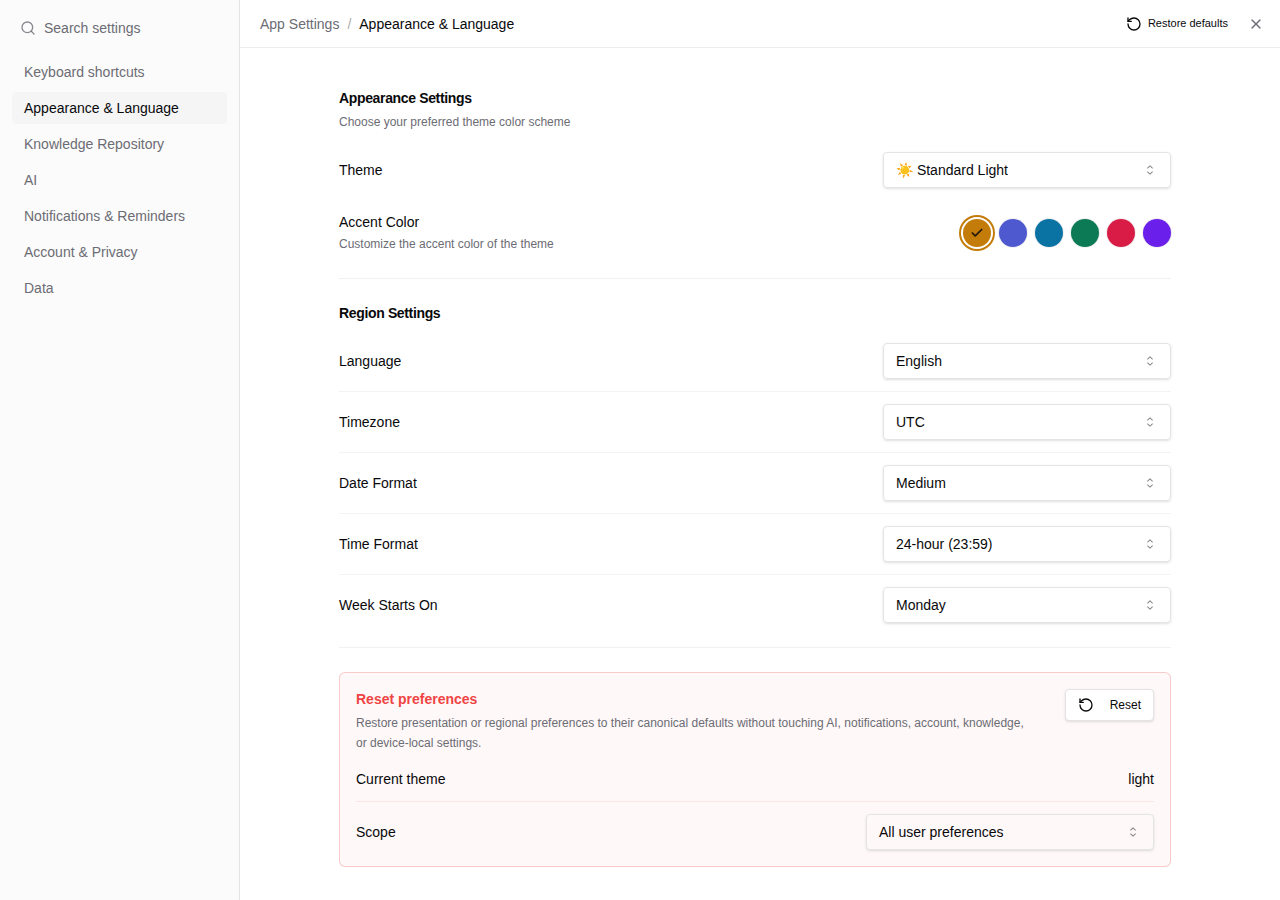 Search settings
Keyboard shortcuts
Appearance & Language
Knowledge Repository
AI
Notifications & Reminders
Account & Privacy
Data
App Settings / Appearance & Language
Restore defaults
Appearance Settings
Choose your preferred theme color scheme
Theme
☀️ Standard Light
Accent Color
Customize the accent color of the theme
Region Settings
Language
English
Timezone
UTC
Date Format
Medium
Time Format
24-hour (23:59)
Week Starts On
Monday
Reset preferences
Restore presentation or regional preferences to their canonical defaults without touching AI, notifications, account, knowledge,
or device-local settings.
Reset
Current theme
light
Scope
All user preferences